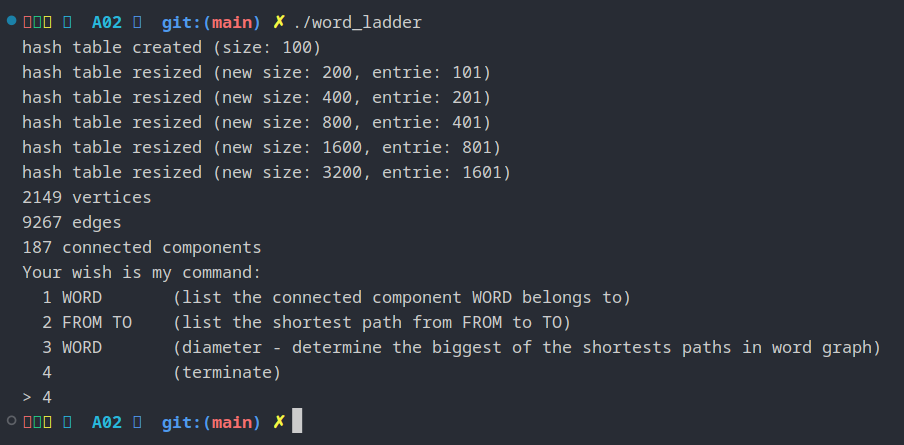 A02 git:(main) ✗ ./word_ladder
hash table created (size: 100)
hash table resized (new size: 200, entrie: 101)
hash table resized (new size: 400, entrie: 201)
hash table resized (new size: 800, entrie: 401)
hash table resized (new size: 1600, entrie: 801)
hash table resized (new size: 3200, entrie: 1601)
2149 vertices
9267 edges
187 connected components
Your wish is my command:
  1 WORD       (list the connected component WORD belongs to)
  2 FROM TO    (list the shortest path from FROM to TO)
  3 WORD       (diameter - determine the biggest of the shortests paths in word graph)
  4            (terminate)
> 4
A02 git:(main) ✗